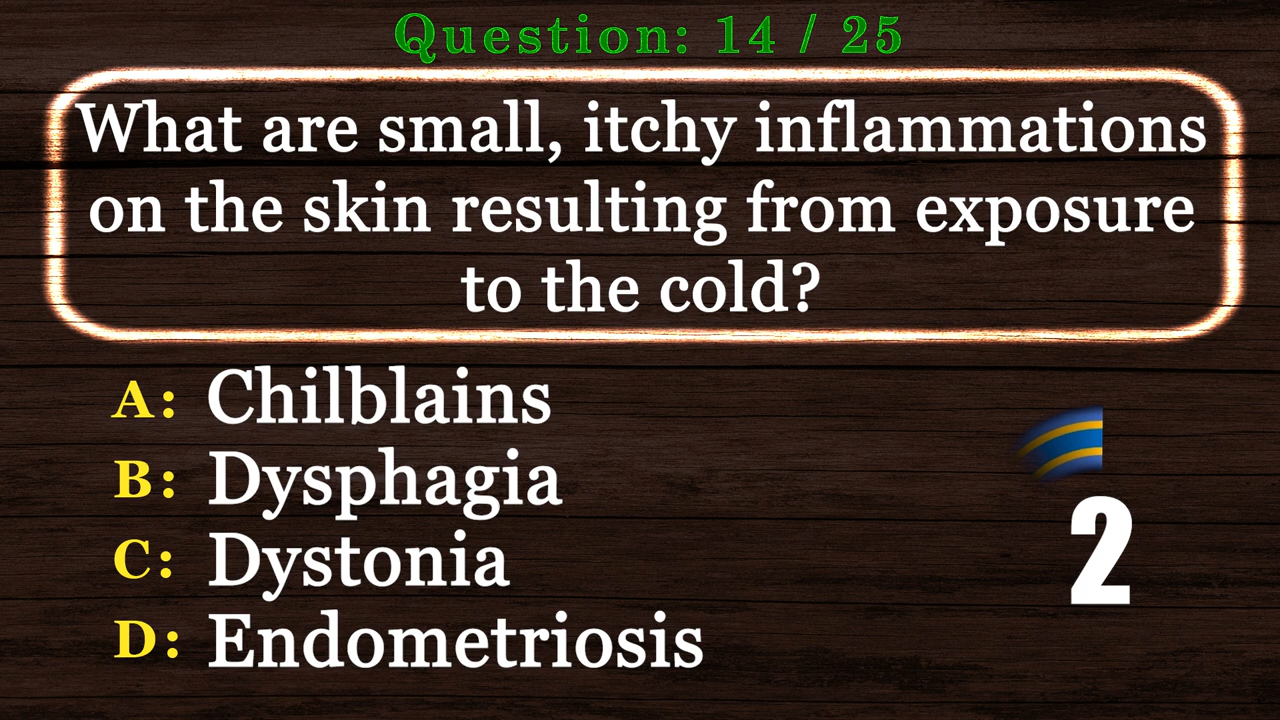 Question: 14 / 25
What are small, itchy inflammations
on the skin resulting from exposure
to the cold?
A: Chilblains
B: Dysphagia
C: Dystonia
D: Endometriosis
2